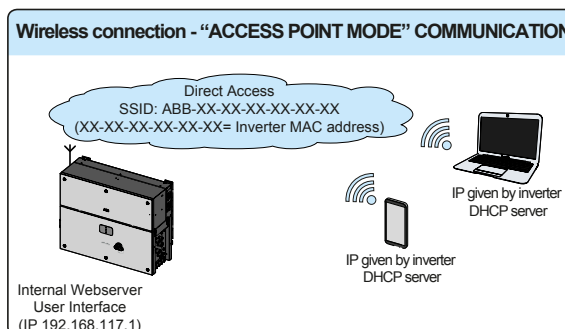 Wireless connection - “ACCESS POINT MODE” COMMUNICATION
Direct Access
SSID: ABB-XX-XX-XX-XX-XX-XX
(XX-XX-XX-XX-XX-XX= Inverter MAC address)
IP given by inverter
DHCP server
IP given by inverter
DHCP server
Internal Webserver
User Interface
(IP 192.168.117.1)